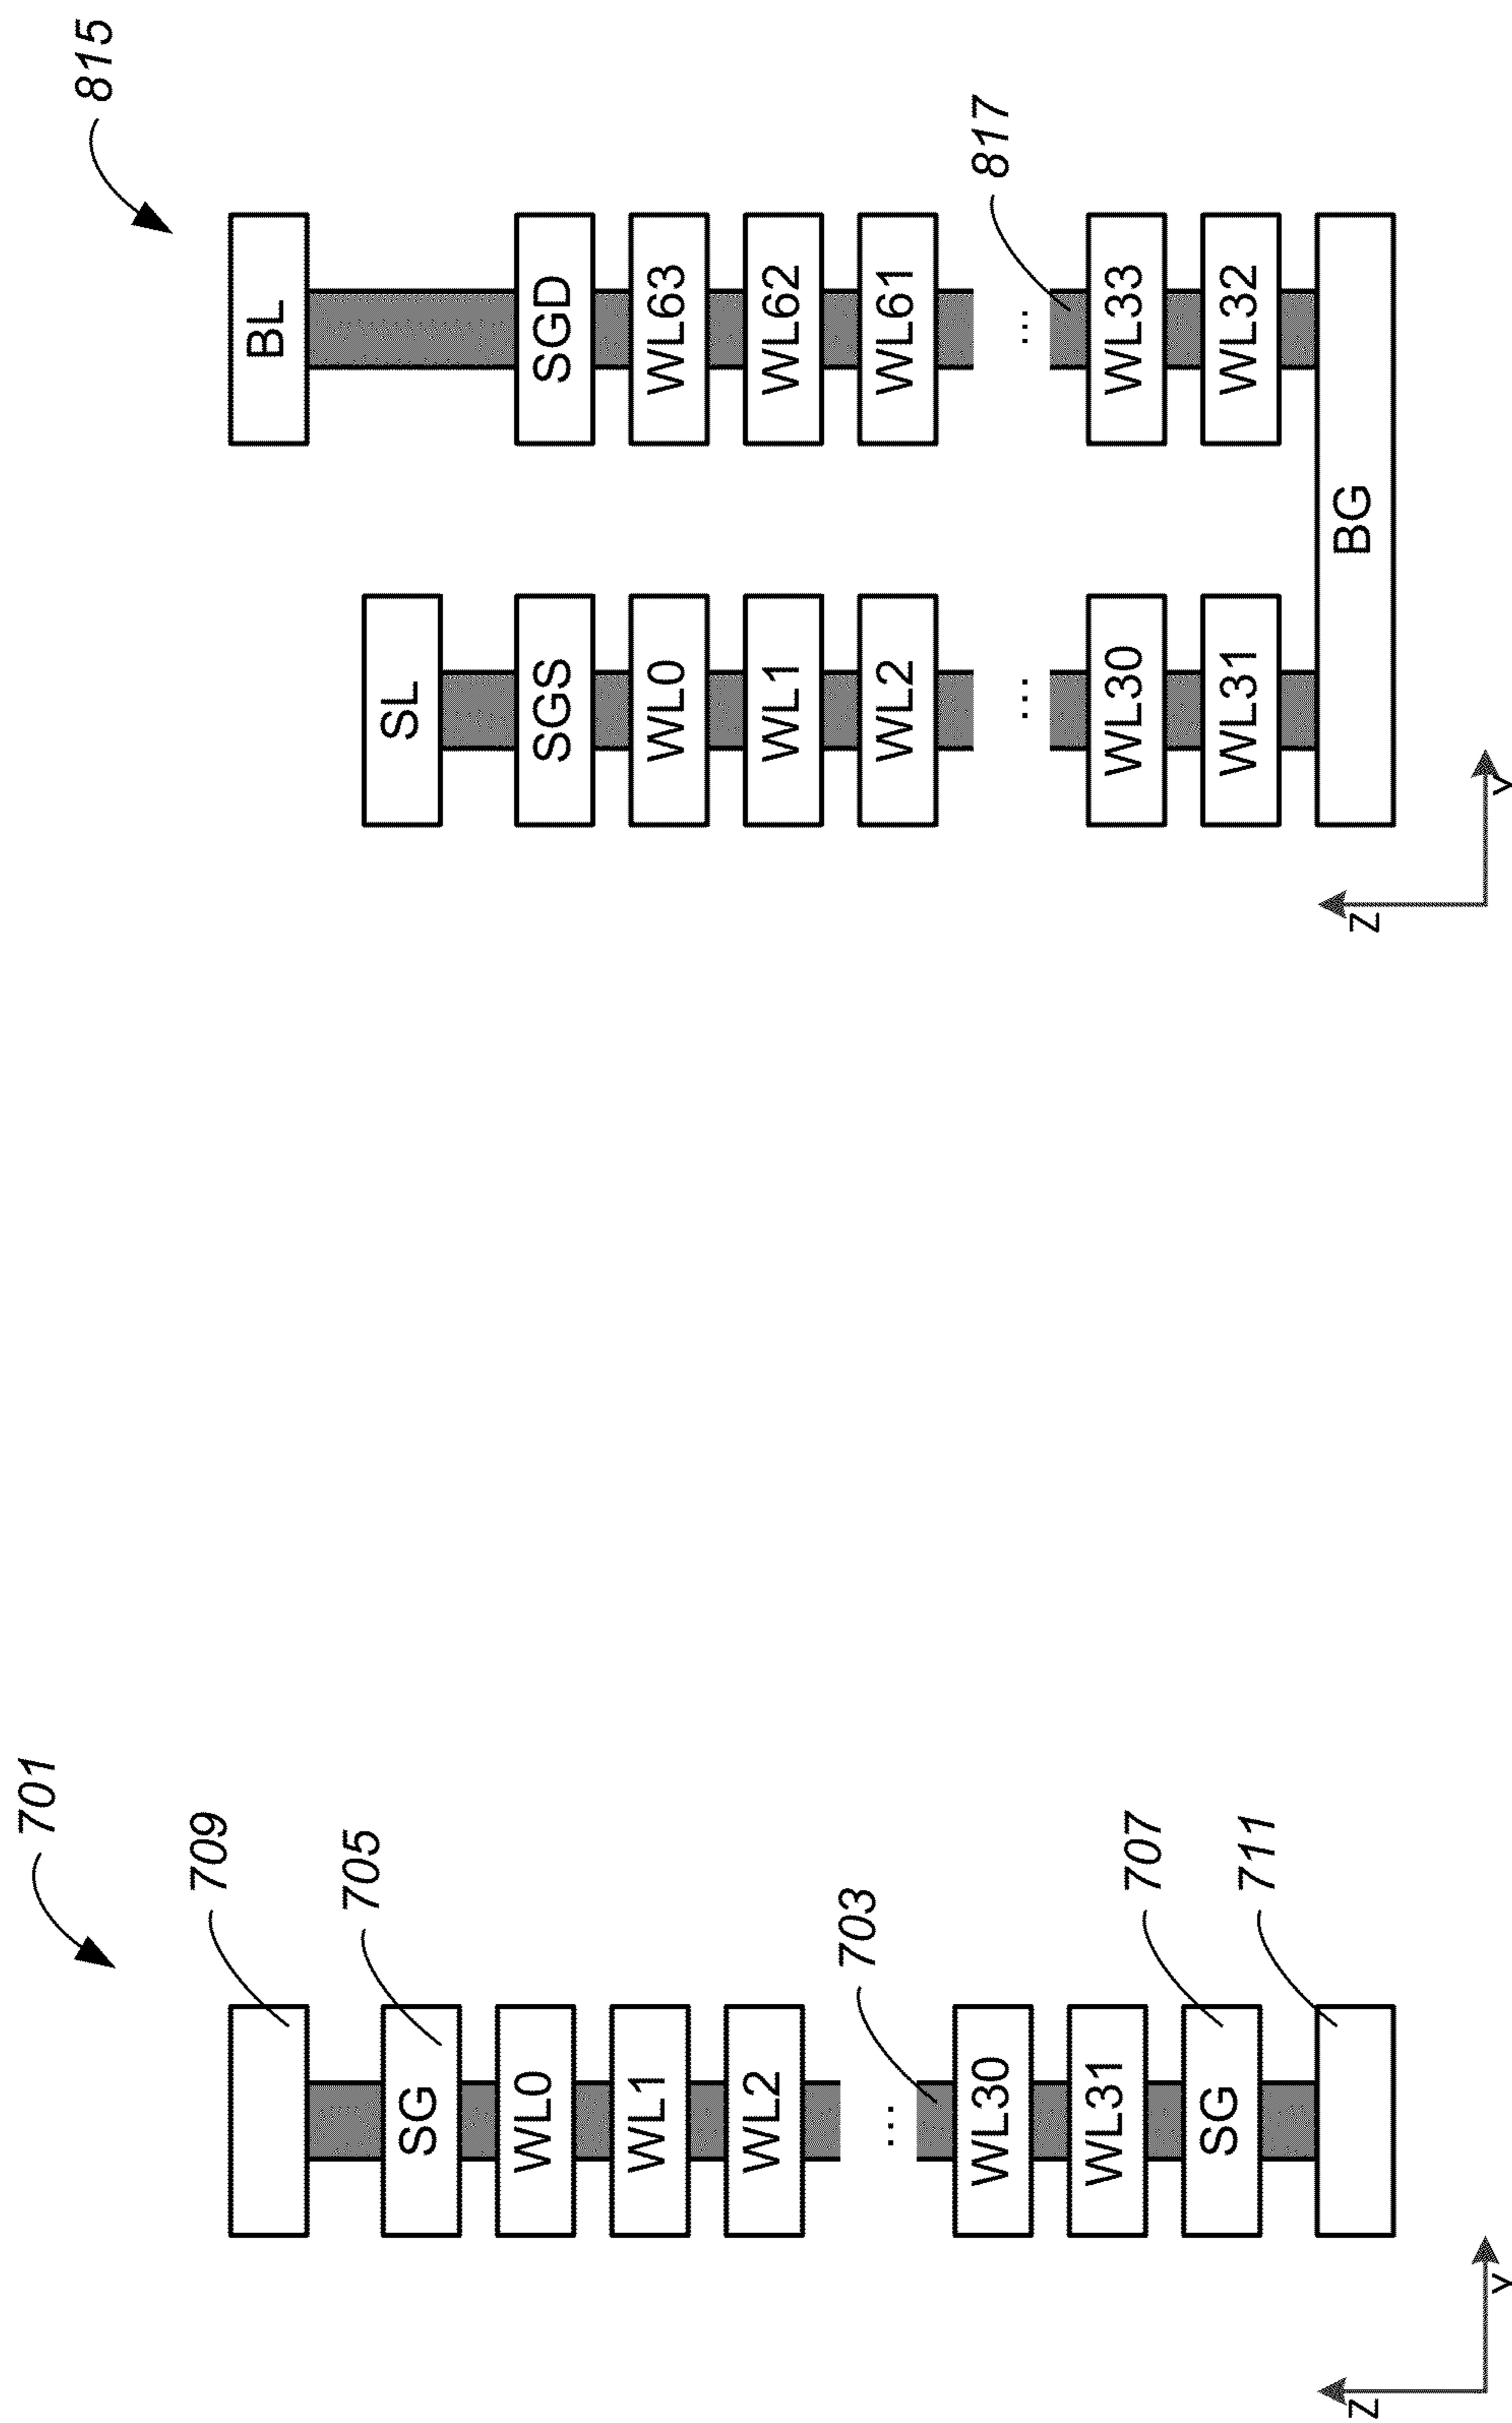 701
709
705
SG
WL0
WL1
WL2
703
...
WL30
WL31
707
SG
711
z
y
815
BL
SL
SGS SGD
WL0 WL63
WL1 WL62
WL2 WL61
817
... ...
WL30 WL33
WL31 WL32
BG
z
y